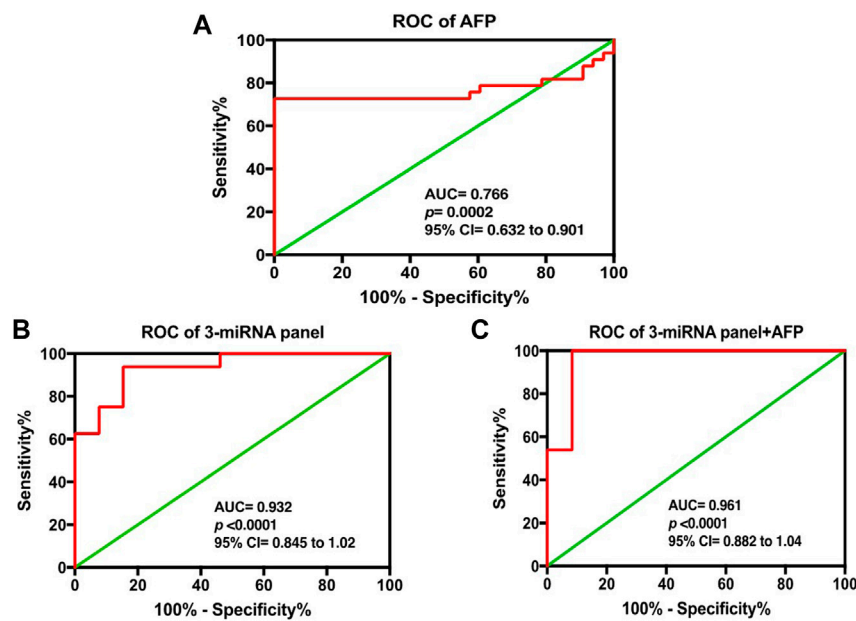 A
ROC of AFP
100
80
60
40
20
0
Sensitivity%
AUC= 0.766
p= 0.0002
95% CI= 0.632 to 0.901
0 20 40 60 80 100
100% - Specificity%
B
ROC of 3-miRNA panel
100
80
60
40
20
0
Sensitivity%
AUC= 0.932
p <0.0001
95% CI= 0.845 to 1.02
0 20 40 60 80 100
100% - Specificity%
C
ROC of 3-miRNA panel+AFP
100
80
60
40
20
0
Sensitivity%
AUC= 0.961
p <0.0001
95% CI= 0.882 to 1.04
0 20 40 60 80 100
100% - Specificity%